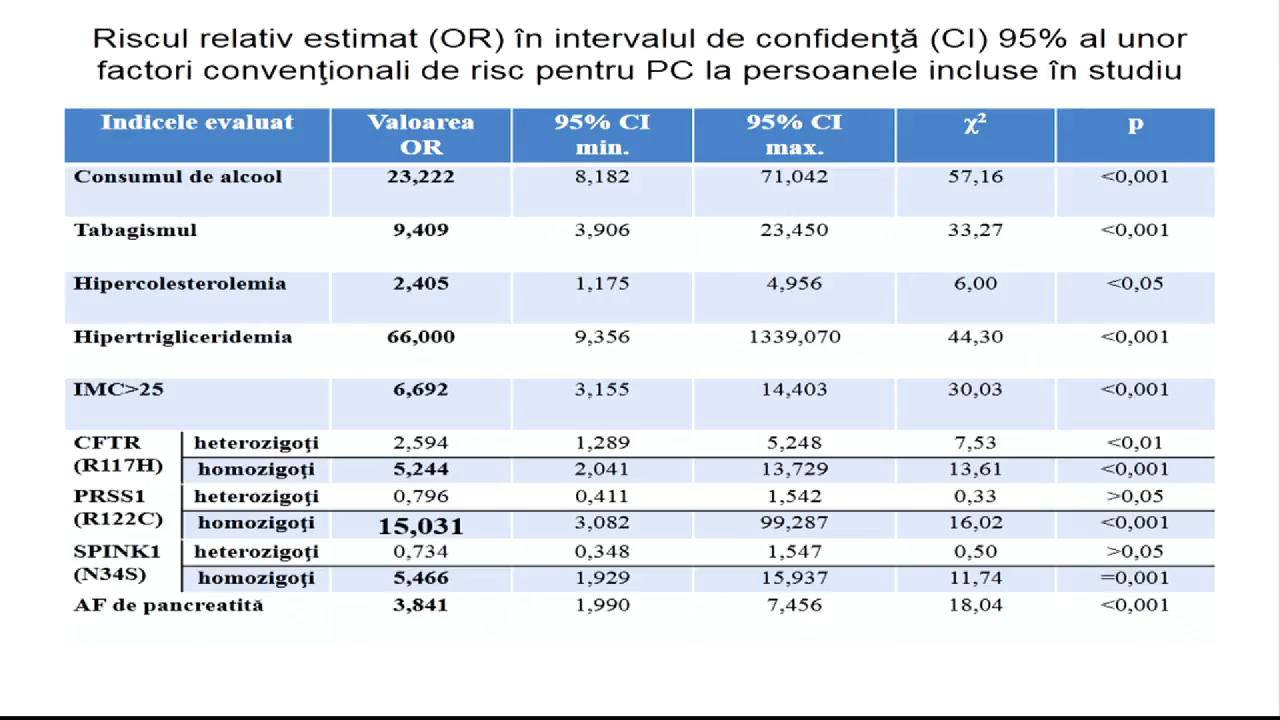 Riscul relativ estimat (OR) în intervalul de confidenţă (CI) 95% al unor
factori convenţionali de risc pentru PC la persoanele incluse în studiu
Indicele evaluat Valoarea OR 95% CI min. 95% CI max. χ² p
Consumul de alcool 23,222 8,182 71,042 57,16 <0,001
Tabagismul 9,409 3,906 23,450 33,27 <0,001
Hipercolesterolemia 2,405 1,175 4,956 6,00 <0,05
Hipertrigliceridemia 66,000 9,356 1339,070 44,30 <0,001
IMC>25 6,692 3,155 14,403 30,03 <0,001
CFTR heterozigoţi 2,594 1,289 5,248 7,53 <0,01
(R117H) homozigoţi 5,244 2,041 13,729 13,61 <0,001
PRSS1 heterozigoţi 0,796 0,411 1,542 0,33 >0,05
(R122C) homozigoţi 15,031 3,082 99,287 16,02 <0,001
SPINK1 heterozigoţi 0,734 0,348 1,547 0,50 >0,05
(N34S) homozigoţi 5,466 1,929 15,937 11,74 =0,001
AF de pancreatită 3,841 1,990 7,456 18,04 <0,001